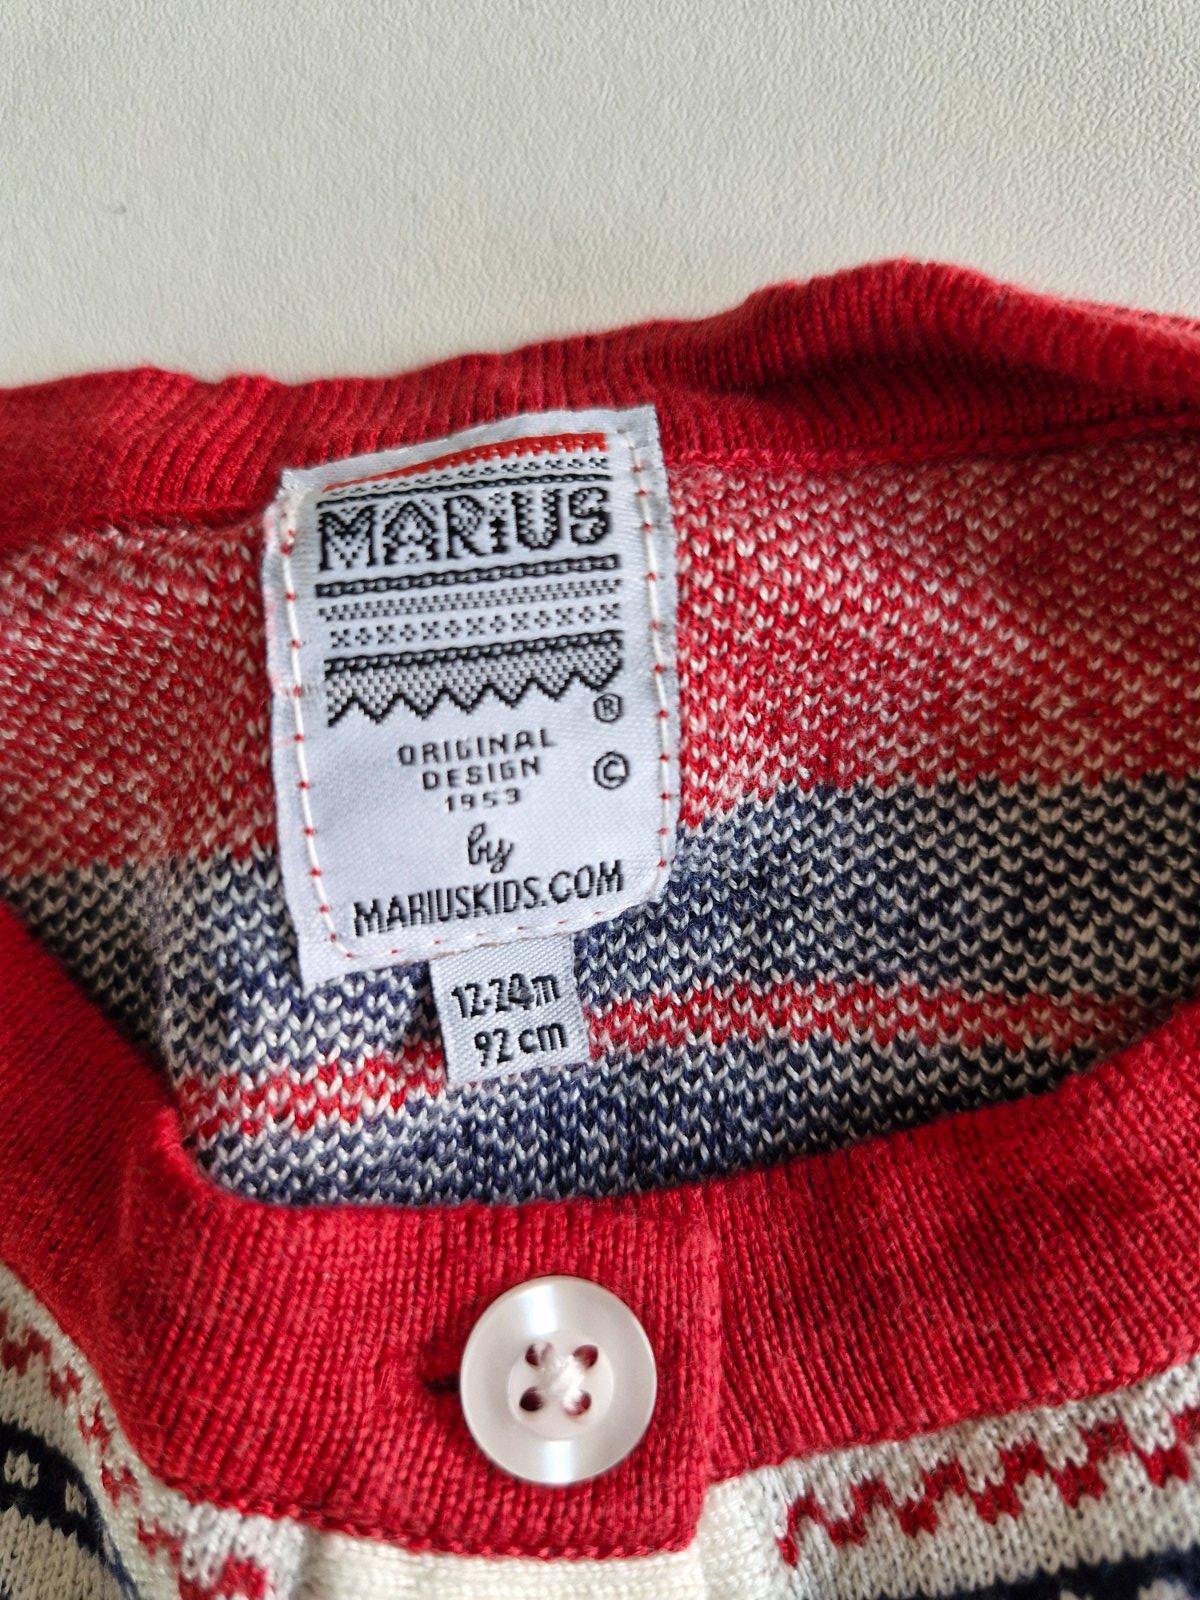 MARiUS
®
ORIGINAL
DESIGN
©
1953
by
MARIUSKIDS.COM
12-24m
92 cm